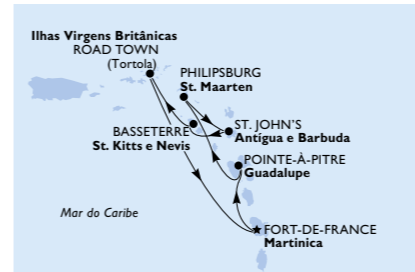 Ilhas Virgens Britânicas
ROAD TOWN
(Tortola)
PHILIPSBURG
St. Maarten
BASSETERRE
St. Kitts e Nevis
ST. JOHN'S
Antígua e Barbuda
POINTE-À-PITRE
Guadalupe
Mar do Caribe
FORT-DE-FRANCE
Martinica